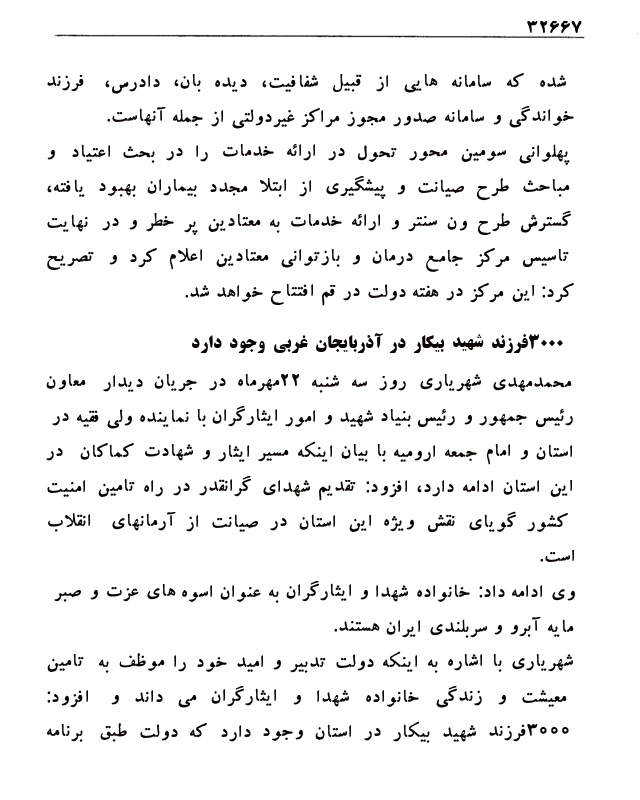 ۳۲۶۶۷
شده که سامانه هایی از قبیل شفافیت، دیده بان، دادرس، فرزند
خواندگی و سامانه صدور مجوز مراکز غیردولتی از جمله آنهاست.
پهلوانی سومین محور تحول در ارائه خدمات را در بحث اعتیاد و
مباحث طرح صیانت و پیشگیری از ابتلا مجدد بیماران بهبود یافته،
گسترش طرح ون سنتر و ارائه خدمات به معتادین پر خطر و در نهایت
تاسیس مرکز جامع درمان و بازتوانی معتادین اعلام کرد و تصریح
کرد: این مرکز در هفته دولت در قم افتتاح خواهد شد.
۳۰۰۰فرزند شهید بیکار در آذربایجان غربی وجود دارد
محمدمهدی شهریاری روز سه شنبه ۲۲مهرماه در جریان دیدار معاون
رئیس جمهور و رئیس بنیاد شهید و امور ایثارگران با نماینده ولی فقیه در
استان و امام جمعه ارومیه با بیان اینکه مسیر ایثار و شهادت کماکان در
این استان ادامه دارد، افزود: تقدیم شهدای گرانقدر در راه تامین امنیت
کشور گویای نقش ویژه این استان در صیانت از آرمانهای انقلاب
است.
وی ادامه داد: خانواده شهدا و ایثارگران به عنوان اسوه های عزت و صبر
مایه آبرو و سربلندی ایران هستند.
شهریاری با اشاره به اینکه دولت تدبیر و امید خود را موظف به تامین
معیشت و زندگی خانواده شهدا و ایثارگران می داند و افزود:
۳۰۰۰فرزند شهید بیکار در استان وجود دارد که دولت طبق برنامه